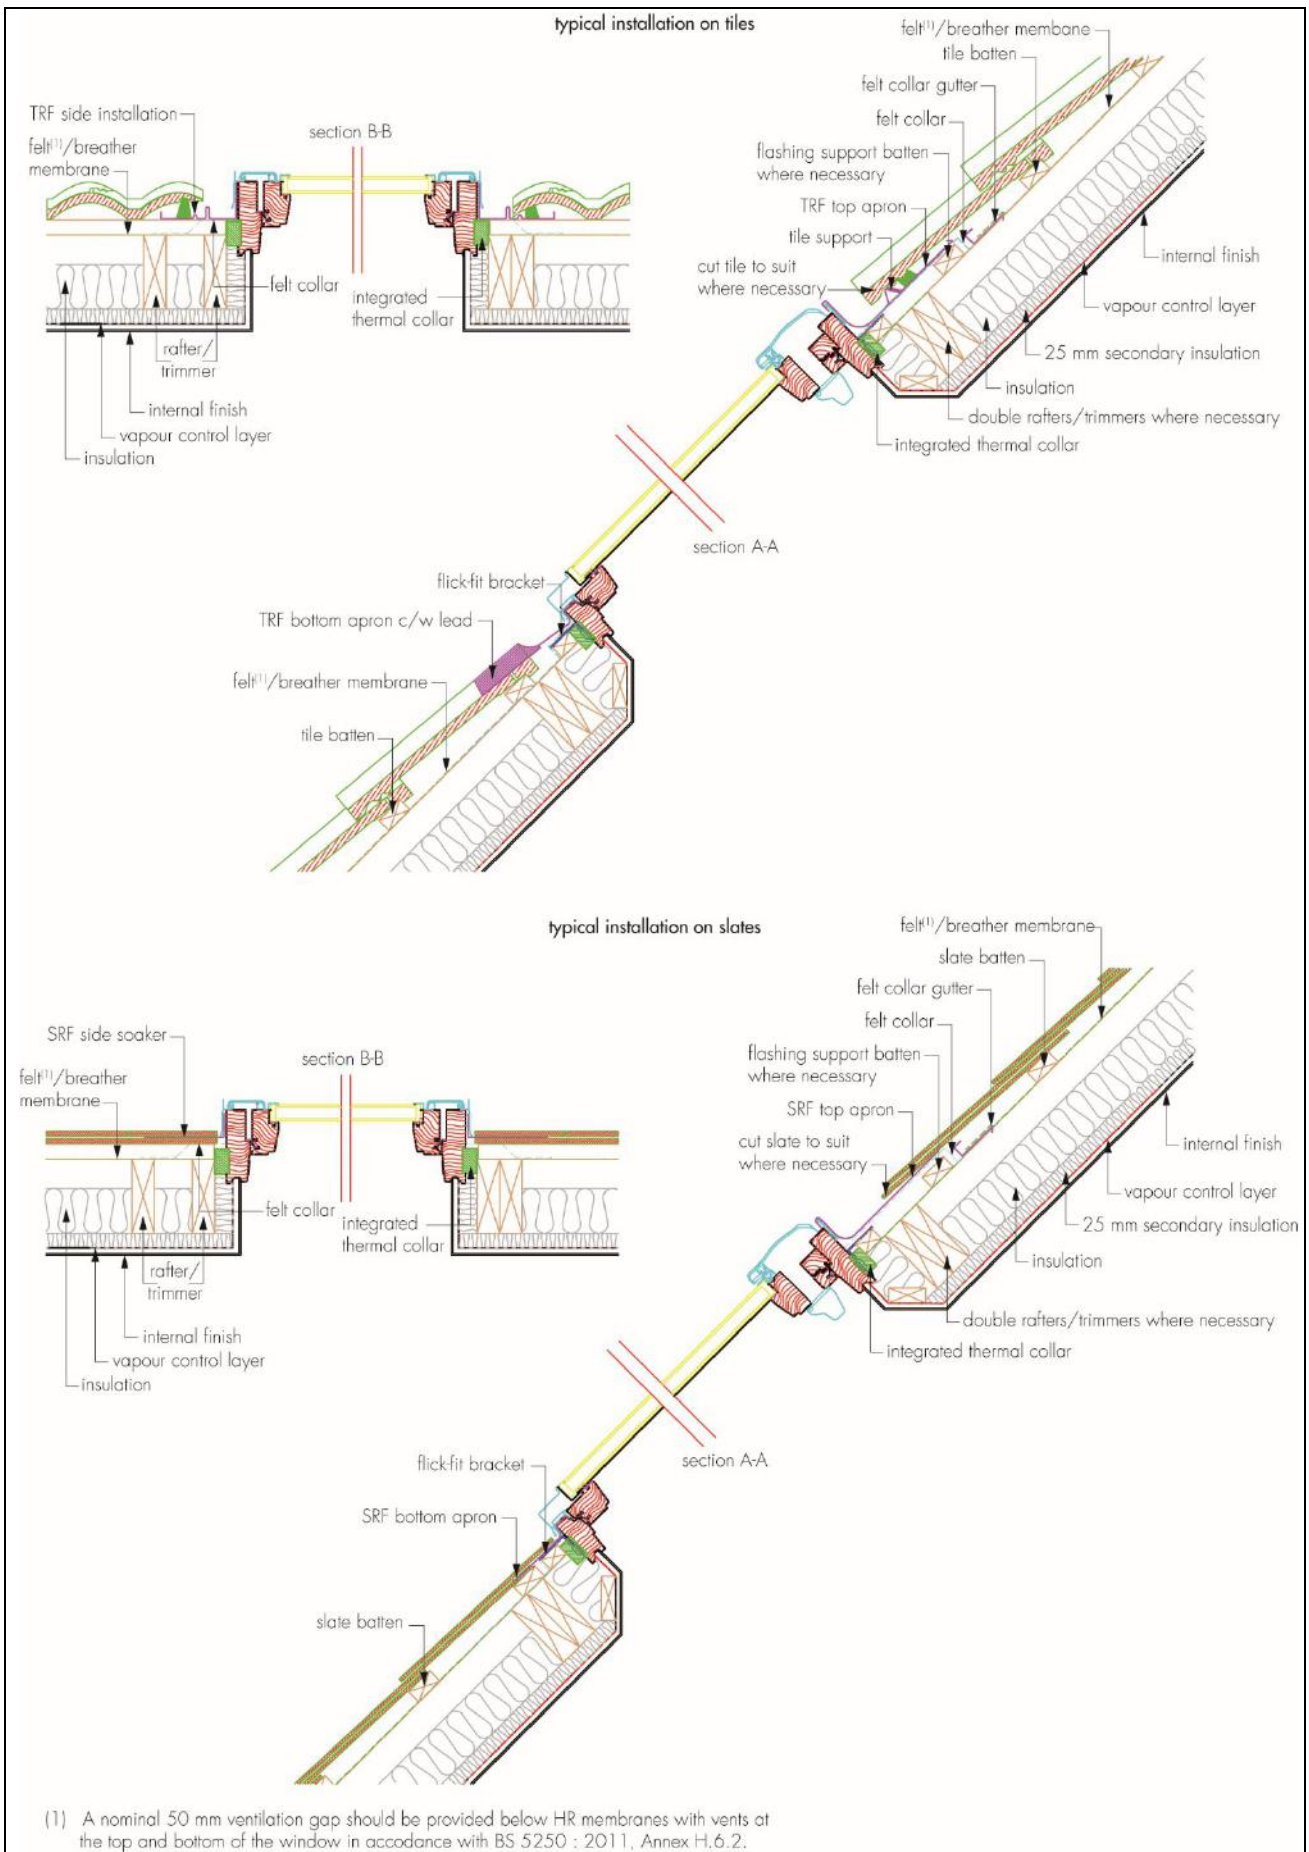 typical installation on tiles
TRF side installation
felt(1)/breather
membrane
section B-B
felt collar
integrated
thermal collar
rafter/
trimmer
internal finish
vapour control layer
insulation
felt(1)/breather membane
tile batten
felt collar gutter
felt collar
flashing support batten
where necessary
TRF top apron
tile support
cut tile to suit
where necessary
internal finish
vapour control layer
25 mm secondary insulation
insulation
double rafters/trimmers where necessary
integrated thermal collar
section A-A
flick-fit bracket
TRF bottom apron c/w lead
felt(1)/breather membrane
tile batten
typical installation on slates
SRF side soaker
felt(1)/breather
membrane
section B-B
felt collar
integrated
thermal collar
rafter/
trimmer
internal finish
vapour control layer
insulation
felt(1)/breather membrane
slate batten
felt collar gutter
felt collar
flashing support batten
where necessary
SRF top apron
cut slate to suit
where necessary
internal finish
vapour control layer
25 mm secondary insulation
insulation
double rafters/trimmers where necessary
integrated thermal collar
section A-A
flick-fit bracket
SRF bottom apron
slate batten
(1) A nominal 50 mm ventilation gap should be provided below HR membranes with vents at
the top and bottom of the window in accodance with BS 5250 : 2011, Annex H.6.2.